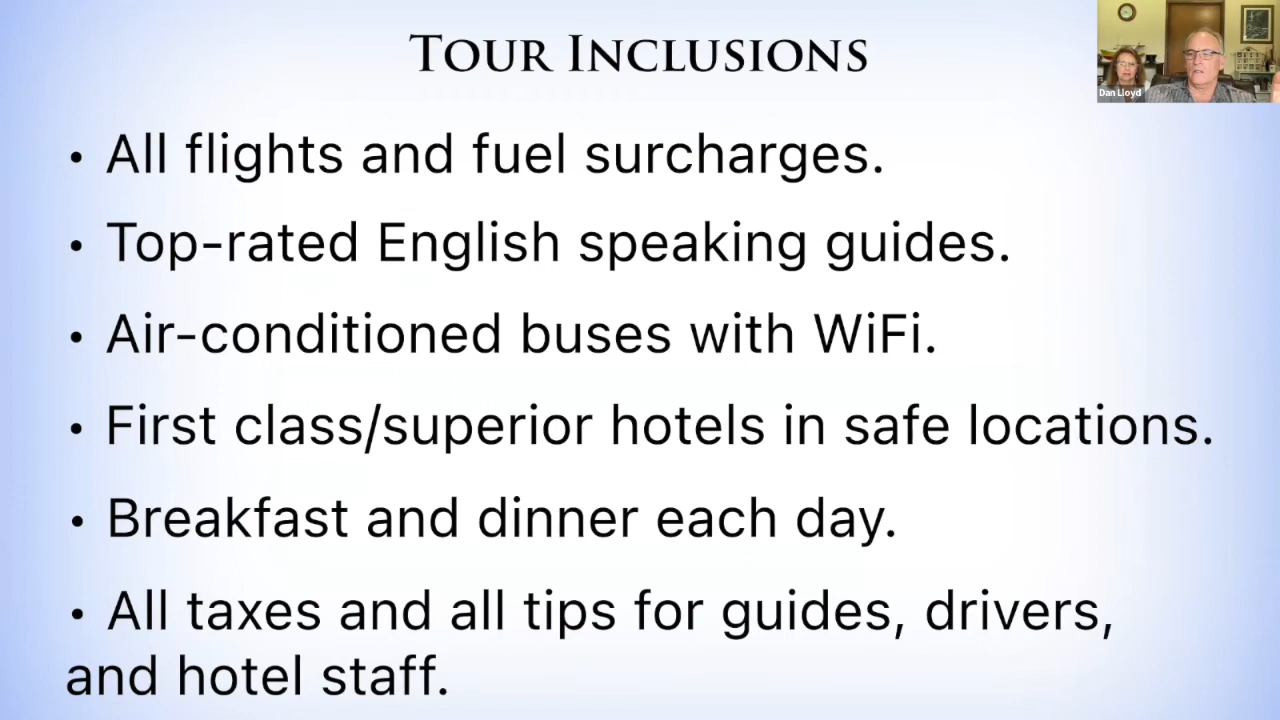 TOUR INCLUSIONS
Dan Lloyd
• All flights and fuel surcharges.
• Top-rated English speaking guides.
• Air-conditioned buses with WiFi.
• First class/superior hotels in safe locations.
• Breakfast and dinner each day.
• All taxes and all tips for guides, drivers,
and hotel staff.